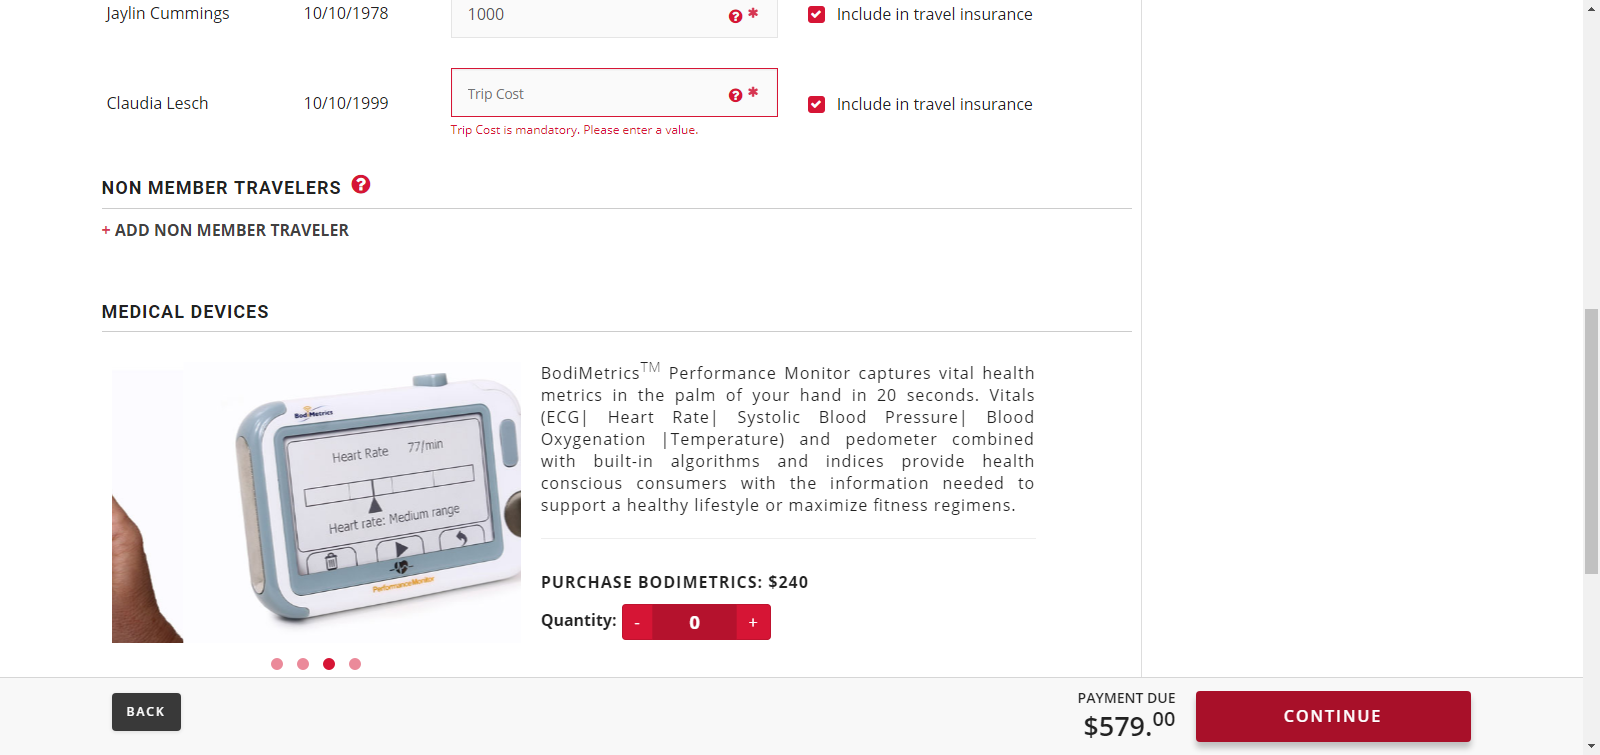 Jaylin Cummings 10/10/1978 1000 ? * Include in travel insurance
Claudia Lesch 10/10/1999 Trip Cost ? * Include in travel insurance
Trip Cost is mandatory. Please enter a value.
NON MEMBER TRAVELERS ?
+ ADD NON MEMBER TRAVELER
MEDICAL DEVICES
BodiMetrics
Heart Rate 77/min
Heart rate: Medium range
PerformanceMonitor
BodiMetrics™ Performance Monitor captures vital health
metrics in the palm of your hand in 20 seconds. Vitals
(ECG| Heart Rate| Systolic Blood Pressure| Blood
Oxygenation |Temperature) and pedometer combined
with built-in algorithms and indices provide health
conscious consumers with the information needed to
support a healthy lifestyle or maximize fitness regimens.
PURCHASE BODIMETRICS: $240
Quantity: - 0 +
BACK
PAYMENT DUE
$579.00
CONTINUE